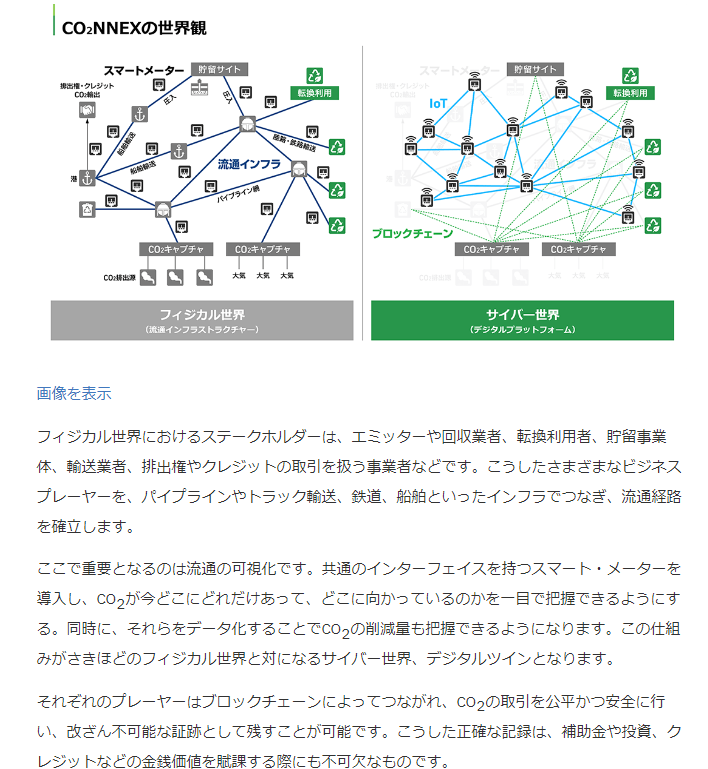 CO2NNEXの世界観
スマートメーター
貯留サイト
排出権・クレジット
CO2輸出
圧入
圧入
転換利用
船舶輸送
陸路・鉄路輸送
港
船舶輸送
流通インフラ
パイプライン網
CO2キャプチャ
CO2キャプチャ
CO2排出源
大気
大気
大気
フィジカル世界
(流通インフラストラクチャー)
スマートメーター
貯留サイト
転換利用
IoT
流通インフラ
ブロックチェーン
CO2キャプチャ
CO2キャプチャ
CO2排出源
大気
大気
大気
サイバー世界
(デジタルプラットフォーム)
画像を表示
フィジカル世界におけるステークホルダーは、エミッターや回収業者、転換利用者、貯留事業
体、輸送業者、排出権やクレジットの取引を扱う事業者などです。こうしたさまざまなビジネス
プレーヤーを、パイプラインやトラック輸送、鉄道、船舶といったインフラでつなぎ、流通経路
を確立します。
ここで重要となるのは流通の可視化です。共通のインターフェイスを持つスマート・メーターを
導入し、CO2が今どこにどれだけあって、どこに向かっているのかを一目で把握できるようにす
る。同時に、それらをデータ化することでCO2の削減量も把握できるようになります。この仕組
みがさきほどのフィジカル世界と対になるサイバー世界、デジタルツインとなります。
それぞれのプレーヤーはブロックチェーンによってつながれ、CO2の取引を公平かつ安全に行
い、改ざん不可能な証跡として残すことが可能です。こうした正確な記録は、補助金や投資、ク
レジットなどの金銭価値を賦課する際にも不可欠なものです。